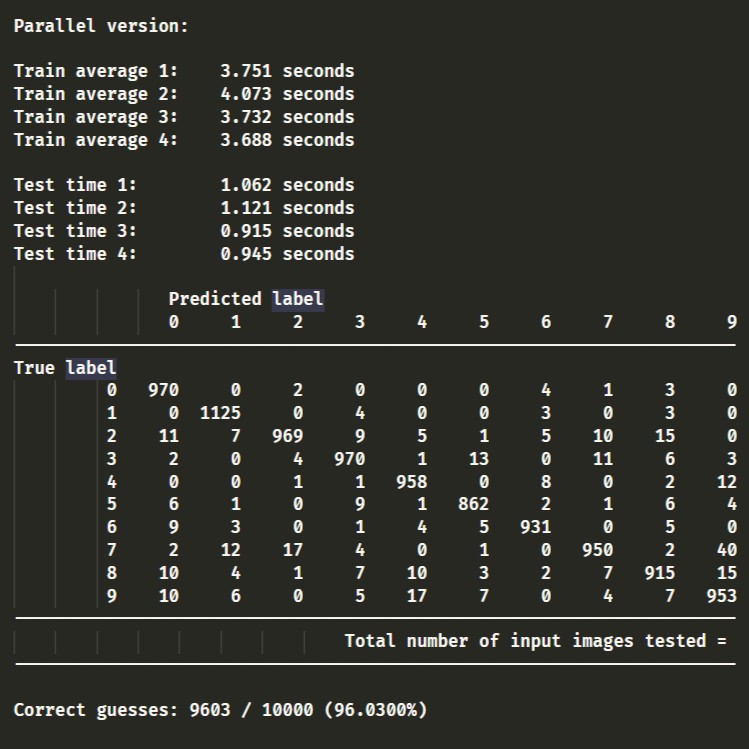 Parallel version:
Train average 1: 3.751 seconds
Train average 2: 4.073 seconds
Train average 3: 3.732 seconds
Train average 4: 3.688 seconds
Test time 1: 1.062 seconds
Test time 2: 1.121 seconds
Test time 3: 0.915 seconds
Test time 4: 0.945 seconds
Predicted label
0 1 2 3 4 5 6 7 8 9
True label
0 970 0 2 0 0 0 4 1 3 0
1 0 1125 0 4 0 0 3 0 3 0
2 11 7 969 9 5 1 5 10 15 0
3 2 0 4 970 1 13 0 11 6 3
4 0 0 1 1 958 0 8 0 2 12
5 6 1 0 9 1 862 2 1 6 4
6 9 3 0 1 4 5 931 0 5 0
7 2 12 17 4 0 1 0 950 2 40
8 10 4 1 7 10 3 2 7 915 15
9 10 6 0 5 17 7 0 4 7 953
Total number of input images tested =
Correct guesses: 9603 / 10000 (96.0300%)